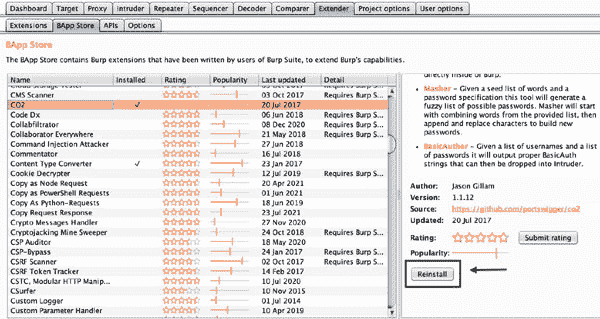 Dashboard Target Proxy Intruder Repeater Sequencer Decoder Comparer Extender Project options User options
Extensions BApp Store APIs Options
BApp Store
The BApp Store contains Burp extensions that have been written by users of Burp Suite, to extend Burp's capabilities.
Name Installed Rating Popularity Last updated Detail
Cloud Storage Tester Requires Burp S...
CMS Scanner 03 Oct 2017 Requires Burp S...
CO2 ✓ 20 Jul 2017
Code Dx 06 Jun 2018 Requires Burp S...
Collabfiltrator 08 Dec 2020 Requires Burp S...
Collaborator Everywhere 21 May 2018 Requires Burp S...
Command Injection Attacker 27 Jun 2018
Commentator 16 Jul 2018
Content Type Converter ✓ 23 Jan 2017
Cookie Decrypter 12 Jul 2019 Requires Burp S...
Copy as Node Request 20 Apr 2021
Copy as PowerShell Requests 01 Jun 2021
Copy As Python-Requests 18 Jun 2019
Copy Request Response 23 Jul 2021
Crypto Messages Handler 27 Nov 2020
Cryptojacking Mine Sweeper 24 Oct 2018 Requires Burp S...
CSP Auditor 18 May 2020
CSP-Bypass 24 Jan 2017 Requires Burp S...
CSRF Scanner 02 Oct 2017 Requires Burp S...
CSRF Token Tracker 14 Feb 2017
CSTC, Modular HTTP Manip... 10 Jul 2020
CSurfer 10 Nov 2015
Custom Logger 01 Jul 2014
Custom Parameter Handler 10 Apr 2019
directly inside of Burp.
• Masher – Given a seed list of words and a
password specification this tool will generate a
fuzzy list of possible passwords. Masher will start
with combining words from the provided list, then
append and replace characters to build new
passwords.
• BasicAuther – Given a list of usernames and a list
of passwords it will output proper BasicAuth
strings that can then be dropped into Intruder.
Author: Jason Gillam
Version: 1.1.12
Source: https://github.com/portswigger/co2
Updated: 20 Jul 2017
Rating: Submit rating
Popularity:
Reinstall